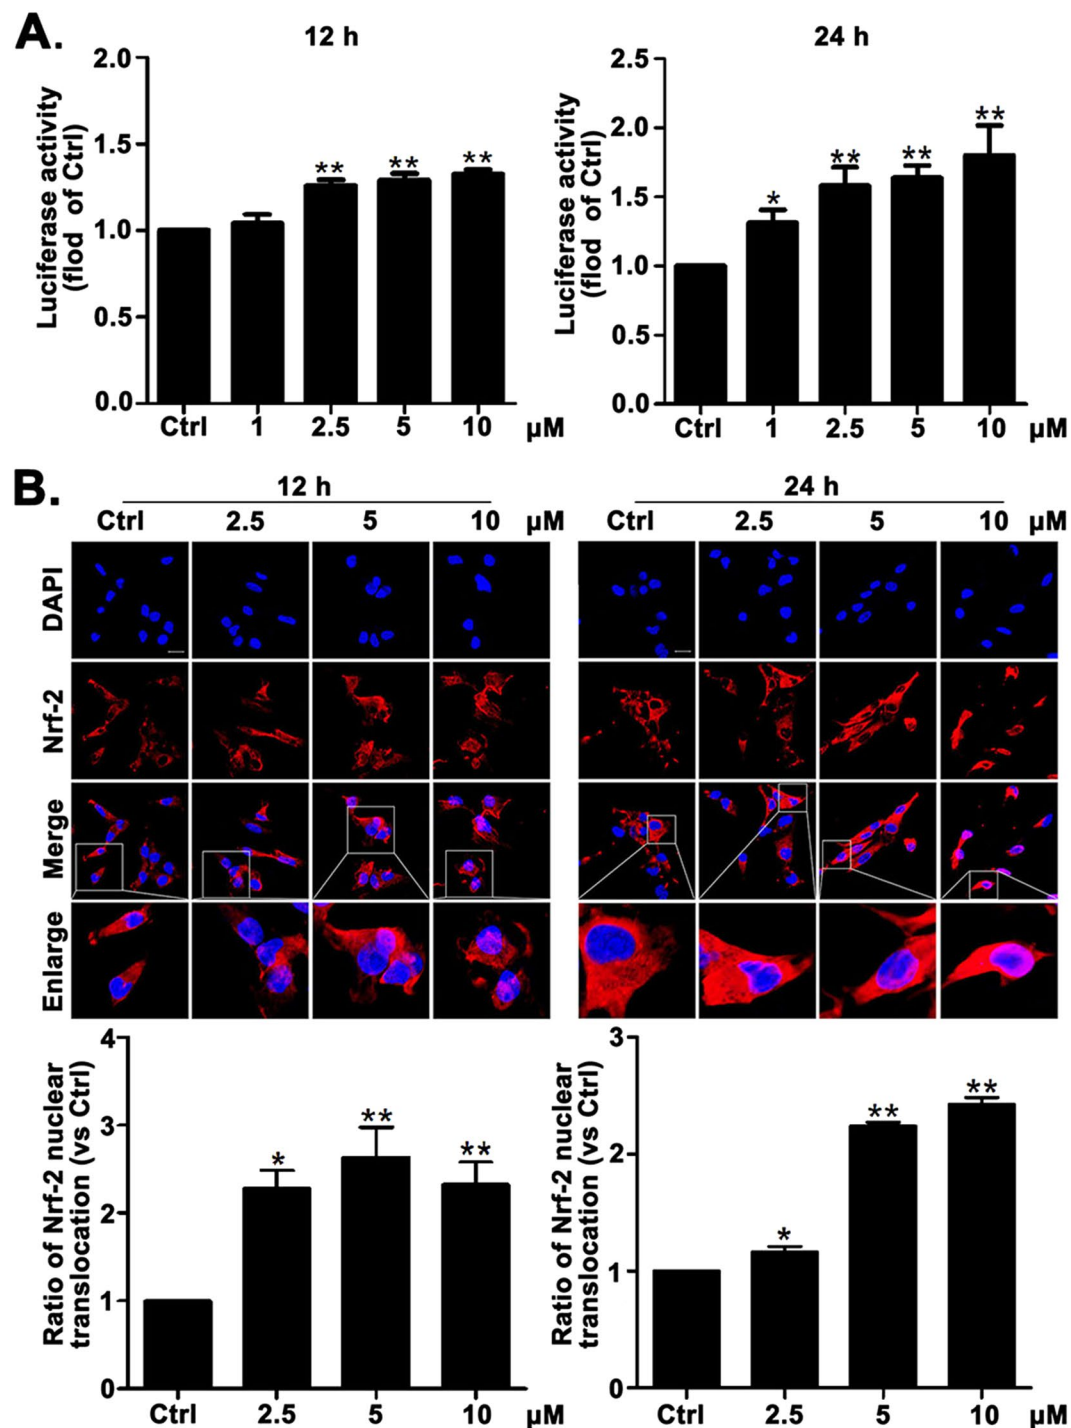 A.
12 h
Luciferase activity
(flod of Ctrl)
2.0
1.5
1.0
0.5
0.0
Ctrl 1 2.5 5 10 µM
** ** **
24 h
Luciferase activity
(flod of Ctrl)
2.5
2.0
1.5
1.0
0.5
0.0
Ctrl 1 2.5 5 10 µM
* ** ** **
B.
12 h
Ctrl 2.5 5 10 µM
24 h
Ctrl 2.5 5 10 µM
DAPI
Nrf-2
Merge
Enlarge
Ratio of Nrf-2 nuclear
translocation (vs Ctrl)
4
3
2
1
0
* ** **
Ctrl 2.5 5 10 µM
Ratio of Nrf-2 nuclear
translocation (vs Ctrl)
3
2
1
0
* ** **
Ctrl 2.5 5 10 µM